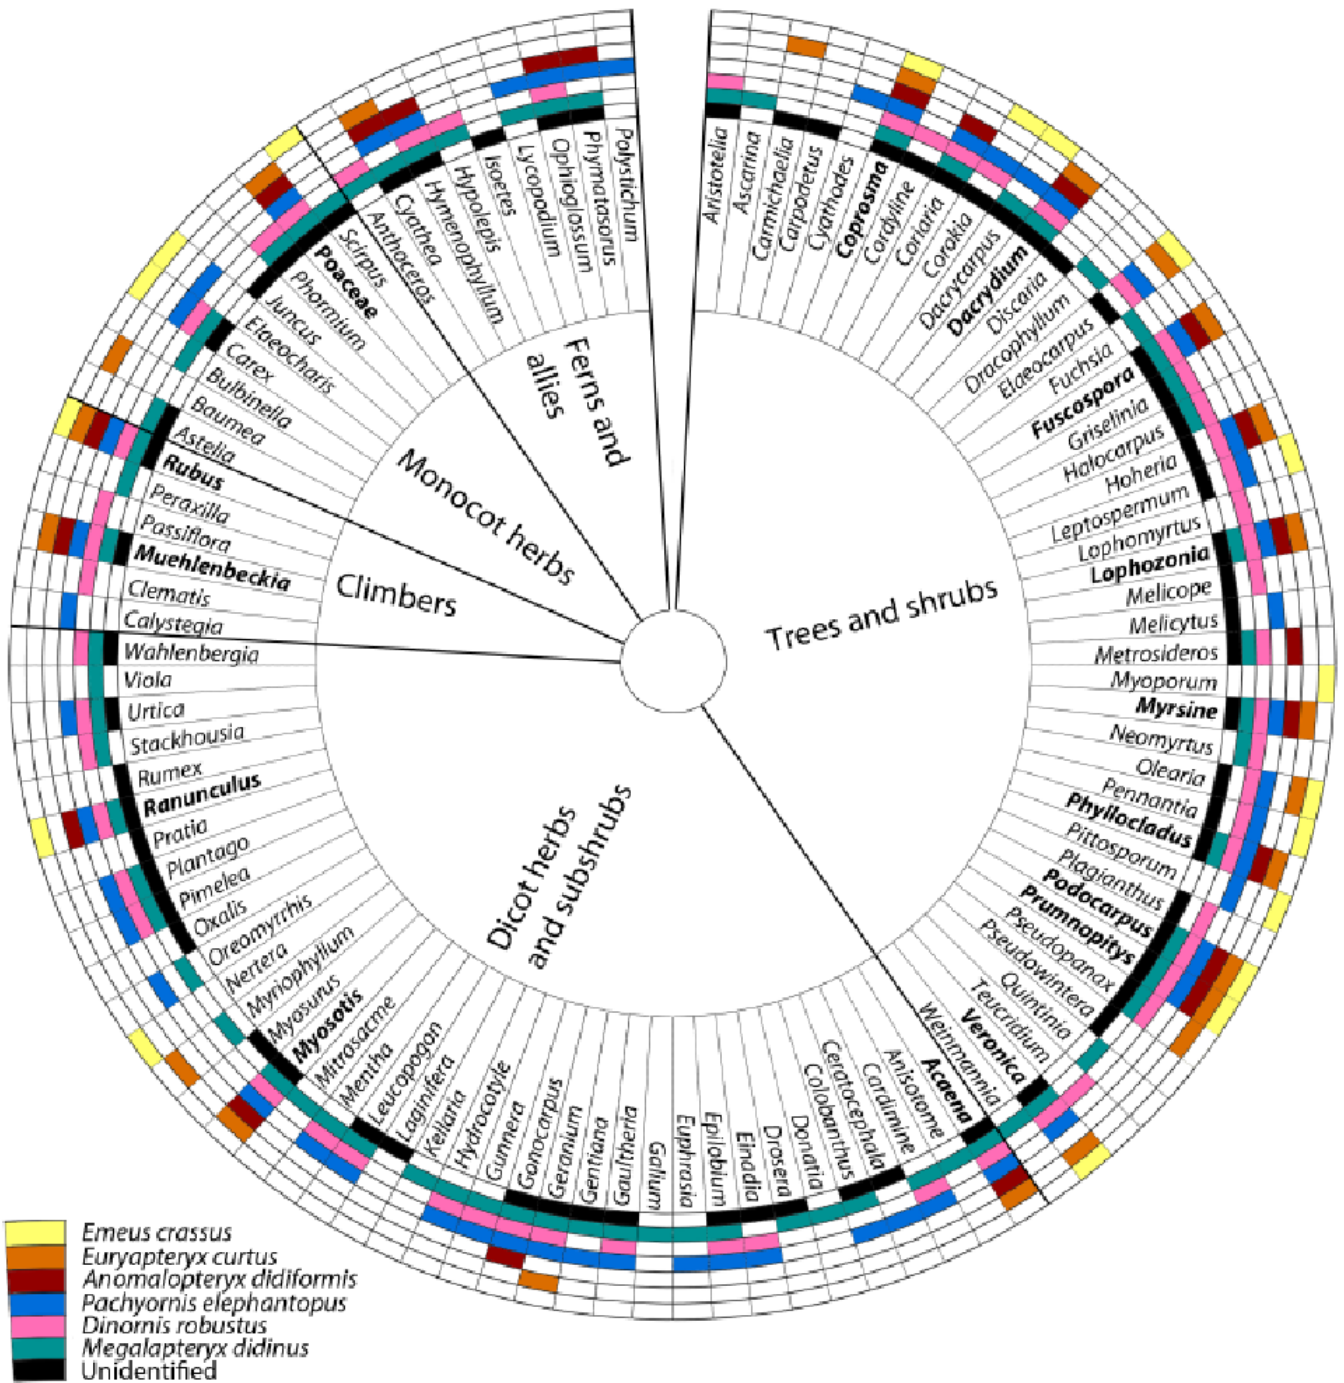 Aristotelia
Ascarina
Carmichaelia
Carpodetus
Cyathodes
Coprosma
Cordyline
Coriaria
Corokia
Dacrycarpus
Dacrydium
Discaria
Dracophyllum
Elaeocarpus
Fuchsia
Fuscospora
Griselinia
Halocarpus
Hoheria
Leptospermum
Lophomyrtus
Lophozonia
Melicope
Melicytus
Metrosideros
Myoporum
Myrsine
Neomyrtus
Olearia
Pennantia
Phyllocladus
Pittosporum
Plagianthus
Podocarpus
Prumnopitys
Pseudopanax
Pseudowintera
Quintinia
Teucridium
Veronica
Weinmannia
Acaena
Anisotome
Cardimine
Ceratocephala
Colobanthus
Donatia
Drosera
Einadia
Epilobium
Euphrasia
Galium
Gaultheria
Gentiana
Geranium
Gonocarpus
Gunnera
Hydrocotyle
Kelleria
Laginifera
Leucopogon
Mentha
Mitrosacme
Myosotis
Myosurus
Myriophyllum
Nertera
Oreomyrrhis
Oxalis
Pimelea
Plantago
Pratia
Ranunculus
Rumex
Stackhousia
Urtica
Viola
Wahlenbergia
Calystegia
Clematis
Muehlenbeckia
Passiflora
Peraxilla
Rubus
Astelia
Baumea
Bulbinella
Carex
Elaeocharis
Juncus
Phormium
Poaceae
Scirpus
Anthoceros
Cyathea
Hymenophyllum
Hypolepis
Isoetes
Lycopodium
Ophioglossum
Phymatosorus
Polystichum
Ferns and
allies
Monocot herbs
Climbers
Trees and shrubs
Dicot herbs
and subshrubs
Emeus crassus
Euryapteryx curtus
Anomalopteryx didiformis
Pachyornis elephantopus
Dinornis robustus
Megalapteryx didinus
Unidentified